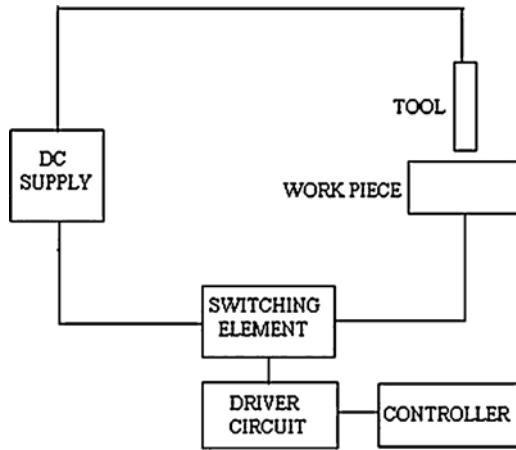 TOOL
DC
SUPPLY
WORK PIECE
SWITCHING
ELEMENT
DRIVER
CIRCUIT
CONTROLLER